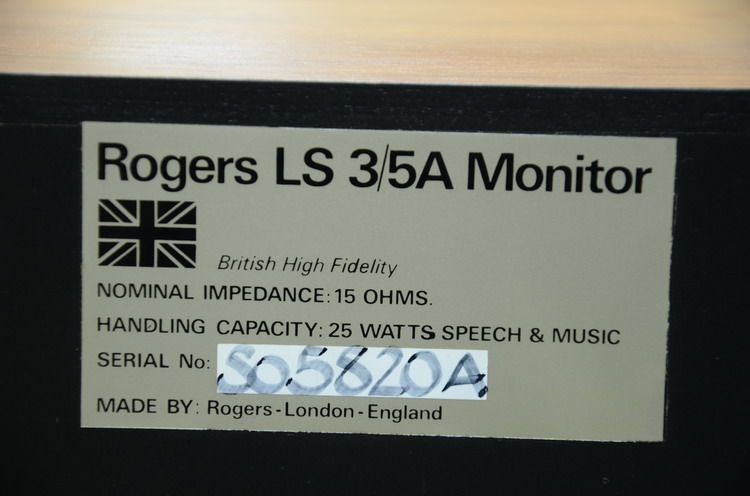 Rogers LS 3/5A Monitor
British High Fidelity
NOMINAL IMPEDANCE: 15 OHMS.
HANDLING CAPACITY: 25 WATTS SPEECH & MUSIC
SERIAL No: S05820A
MADE BY: Rogers-London-England